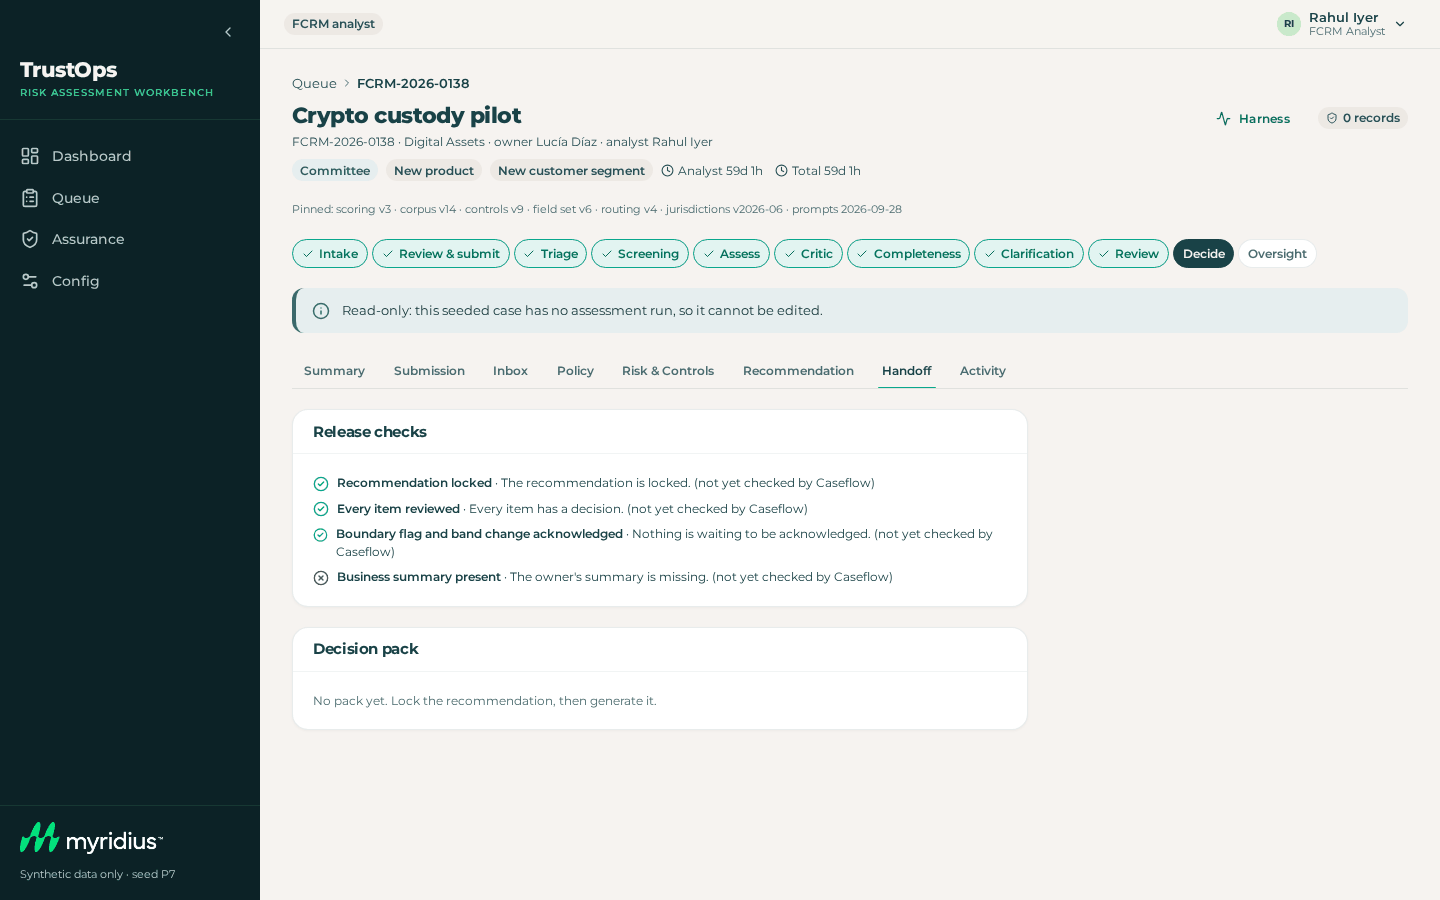 TrustOps
RISK ASSESSMENT WORKBENCH
Dashboard
Queue
Assurance
Config
myridius™
Synthetic data only · seed P7
FCRM analyst
RI
Rahul Iyer
FCRM Analyst
Queue > FCRM-2026-0138
Crypto custody pilot
Harness
0 records
FCRM-2026-0138 · Digital Assets · owner Lucía Díaz · analyst Rahul Iyer
Committee New product New customer segment Analyst 59d 1h Total 59d 1h
Pinned: scoring v3 · corpus v14 · controls v9 · field set v6 · routing v4 · jurisdictions v2026-06 · prompts 2026-09-28
Intake Review & submit Triage Screening Assess Critic Completeness Clarification Review Decide Oversight
Read-only: this seeded case has no assessment run, so it cannot be edited.
Summary Submission Inbox Policy Risk & Controls Recommendation Handoff Activity
Release checks
Recommendation locked · The recommendation is locked. (not yet checked by Caseflow)
Every item reviewed · Every item has a decision. (not yet checked by Caseflow)
Boundary flag and band change acknowledged · Nothing is waiting to be acknowledged. (not yet checked by
Caseflow)
Business summary present · The owner's summary is missing. (not yet checked by Caseflow)
Decision pack
No pack yet. Lock the recommendation, then generate it.